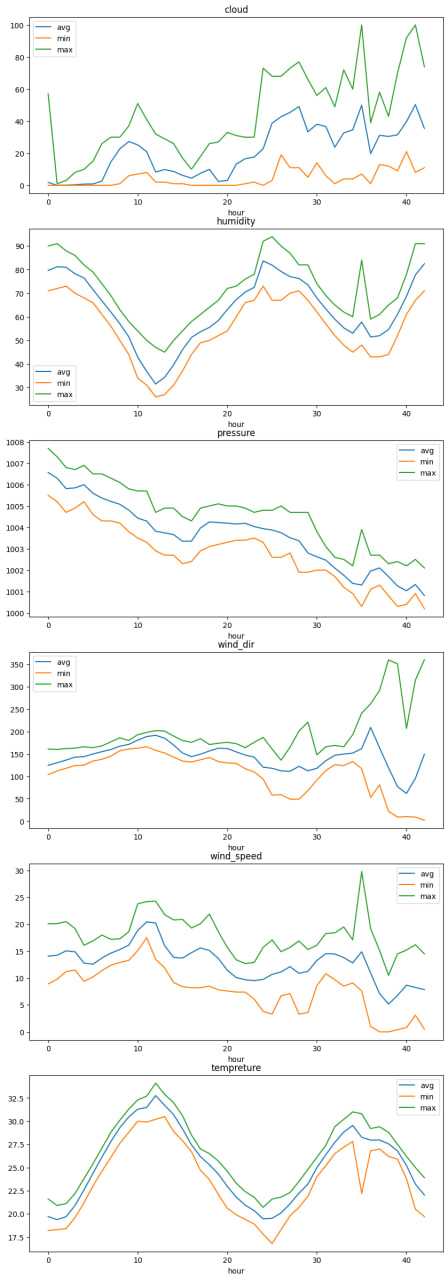 cloud
avg
min
max
100
80
60
40
20
0
0 10 20 30 40
hour
humidity
90
80
70
60
50
40
30
avg
min
max
0 10 20 30 40
hour
pressure
avg
min
max
1008
1007
1006
1005
1004
1003
1002
1001
1000
0 10 20 30 40
hour
wind_dir
avg
min
max
350
300
250
200
150
100
50
0
0 10 20 30 40
hour
wind_speed
avg
min
max
30
25
20
15
10
5
0
0 10 20 30 40
hour
tempreture
avg
min
max
32.5
30.0
27.5
25.0
22.5
20.0
17.5
0 10 20 30 40
hour